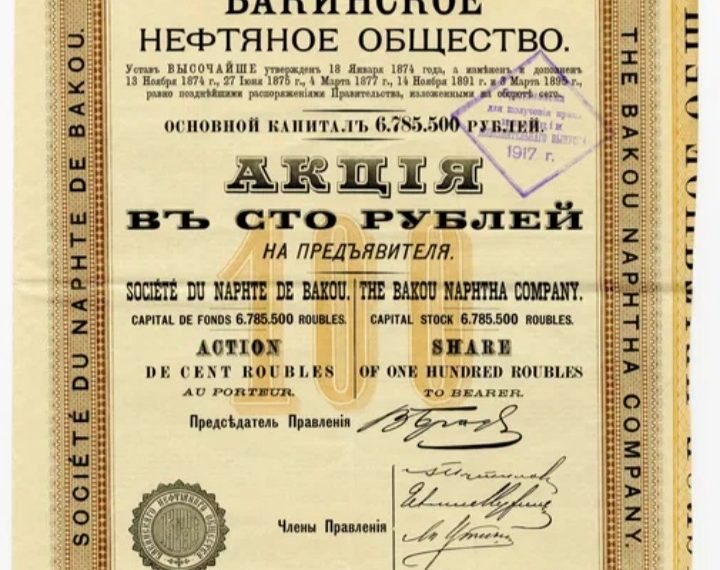 БАКИНСКОЕ
НЕФТЯНОЕ ОБЩЕСТВО.
Уставъ ВЫСОЧАЙШЕ утвержденъ 18 Января 1874 года, а измѣненъ и дополненъ
13 Ноября 1874 г., 27 Іюня 1875 г., 4 Марта 1877 г., 14 Ноября 1891 г. и 3 Марта 1895 г.,
равно позднѣйшими распоряженіями Правительства, изложенными на оборотѣ сего.
для полученія
1917 г.
ОСНОВНОЙ КАПИТАЛЪ 6.785.500 РУБЛЕЙ.
АКЦІЯ
ВЪ СТО РУБЛЕЙ
100
НА ПРЕДЪЯВИТЕЛЯ.
SOCIÉTÉ DU NAPHTE DE BAKOU.
CAPITAL DE FONDS 6.785.500 ROUBLES.
ACTION
DE CENT ROUBLES
AU PORTEUR.
THE BAKOU NAPHTHA COMPANY.
CAPITAL STOCK 6.785.500 ROUBLES.
SHARE
OF ONE HUNDRED ROUBLES
TO BEARER.
Предсѣдатель Правленія
Члены Правленія
SOCIÉTÉ DU NAPHTE DE BAKOU.
THE BAKOU NAPHTHA COMPANY.